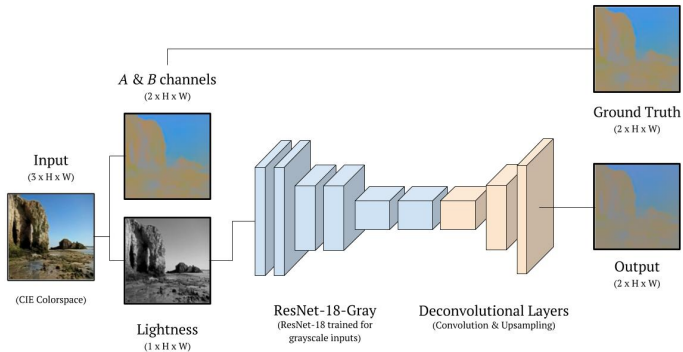 A & B channels
(2 x H x W)
Ground Truth
(2 x H x W)
Input
(3 x H x W)
(CIE Colorspace)
Lightness
(1 x H x W)
ResNet-18-Gray
(ResNet-18 trained for
grayscale inputs)
Deconvolutional Layers
(Convolution & Upsampling)
Output
(2 x H x W)